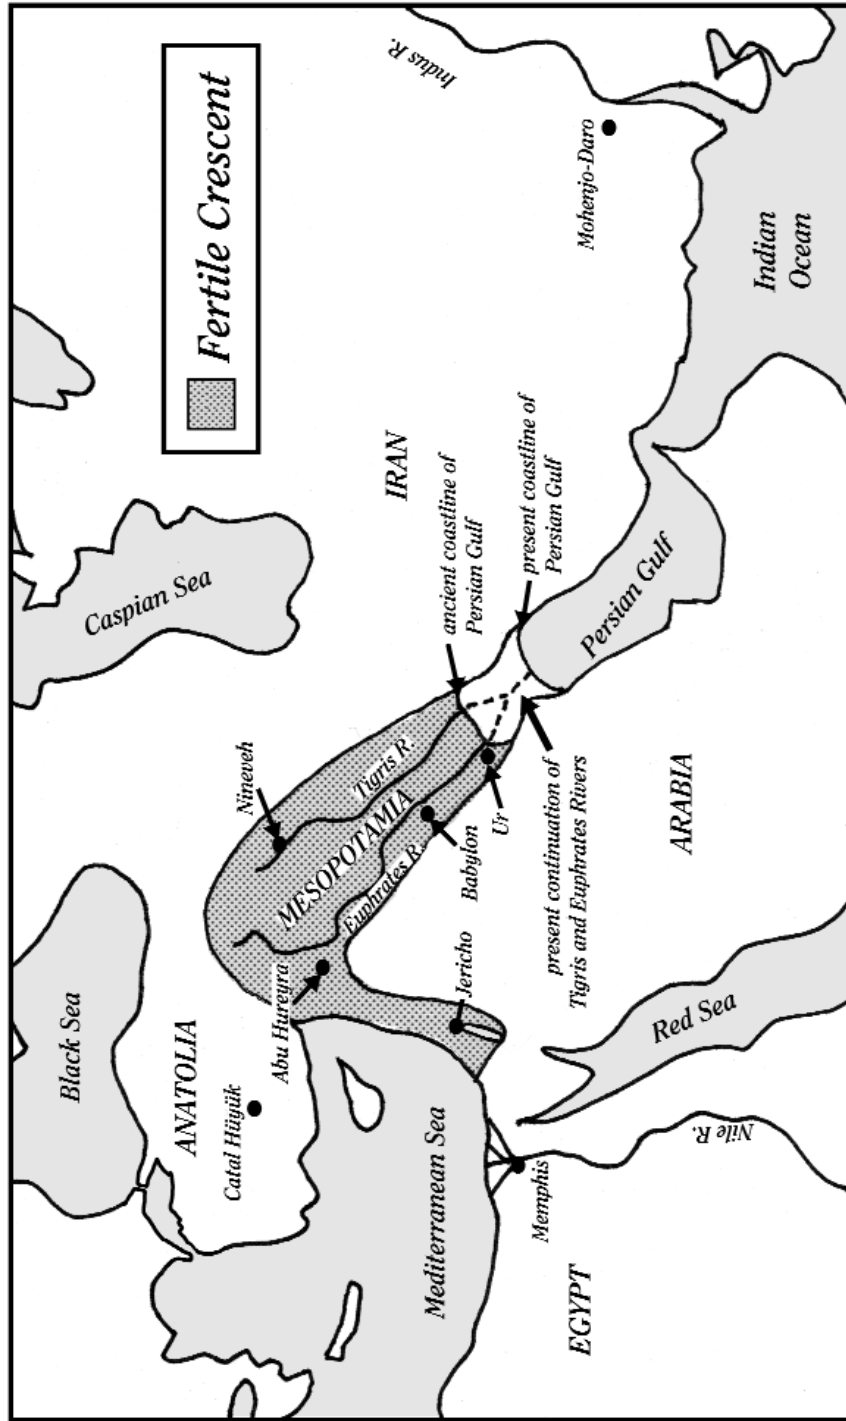 Fertile Crescent
Black Sea
Caspian Sea
ANATOLIA
Catal Hüyük
Abu Hureyra
Nineveh
Tigris R.
MESOPOTAMIA
Euphrates R.
IRAN
Indus R.
Mohenjo-Daro
ancient coastline of
Persian Gulf
present coastline of
Persian Gulf
Mediterranean Sea
Jericho
Babylon
Ur
present continuation of
Tigris and Euphrates Rivers
Persian Gulf
Indian
Ocean
Memphis
EGYPT
Nile R.
Red Sea
ARABIA